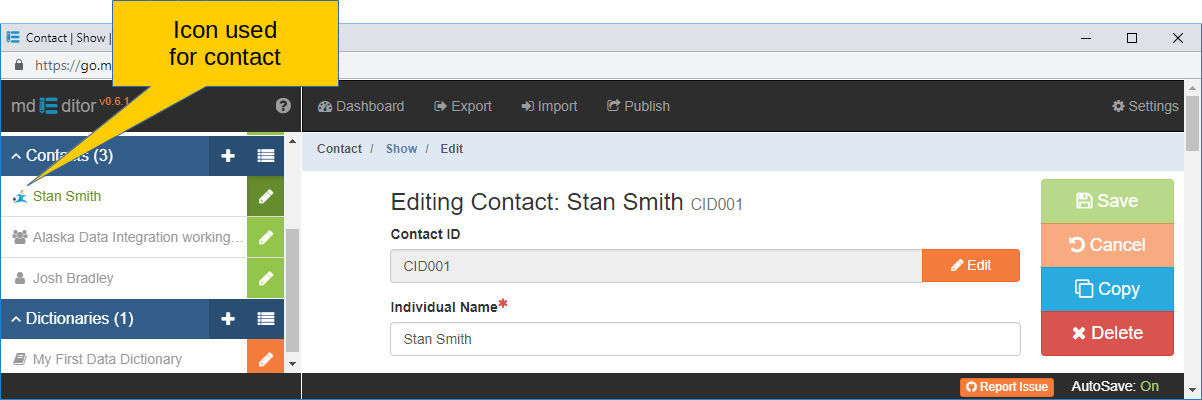 Icon used
for contact
Contact | Show |
https://go.m
md ditor v0.6.1
Dashboard
Export
Import
Publish
Settings
Contacts (3)
Contact / Show / Edit
Stan Smith
Alaska Data Integration working...
Josh Bradley
Dictionaries (1)
My First Data Dictionary
Editing Contact: Stan Smith CID001
Contact ID
CID001
Edit
Individual Name*
Stan Smith
Save
Cancel
Copy
Delete
Report Issue
AutoSave: On